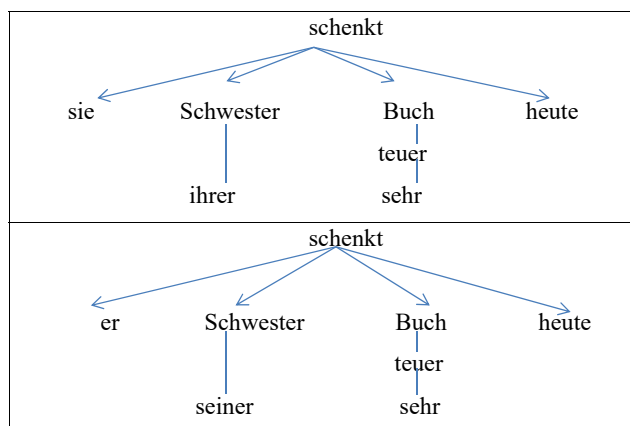 schenkt
sie Schwester Buch heute
teuer
ihrer sehr
schenkt
er Schwester Buch heute
teuer
seiner sehr